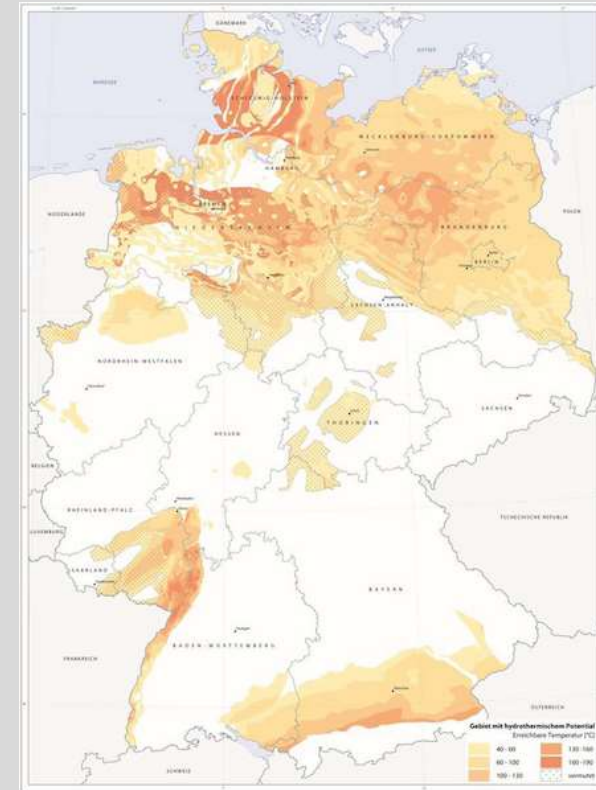 DÄNEMARK
NORDSEE
OSTSEE
SCHLESWIG-HOLSTEIN
MECKLENBURG-VORPOMMERN
HAMBURG
NIEDERLANDE
BREMEN
NIEDERSACHSEN
BRANDENBURG
POLEN
BERLIN
SACHSEN-ANHALT
NORDRHEIN-WESTFALEN
SACHSEN
THÜRINGEN
HESSEN
BELGIEN
RHEINLAND-PFALZ
TSCHECHISCHE REPUBLIK
LUXEMBURG
SAARLAND
BAYERN
BADEN-WÜRTTEMBERG
FRANKREICH
ÖSTERREICH
SCHWEIZ
Gebiet mit hydrothermischem Potential
Erreichbare Temperatur [°C]
40 - 60
60 - 100
100 - 130
130 - 160
160 - 190
vermutet